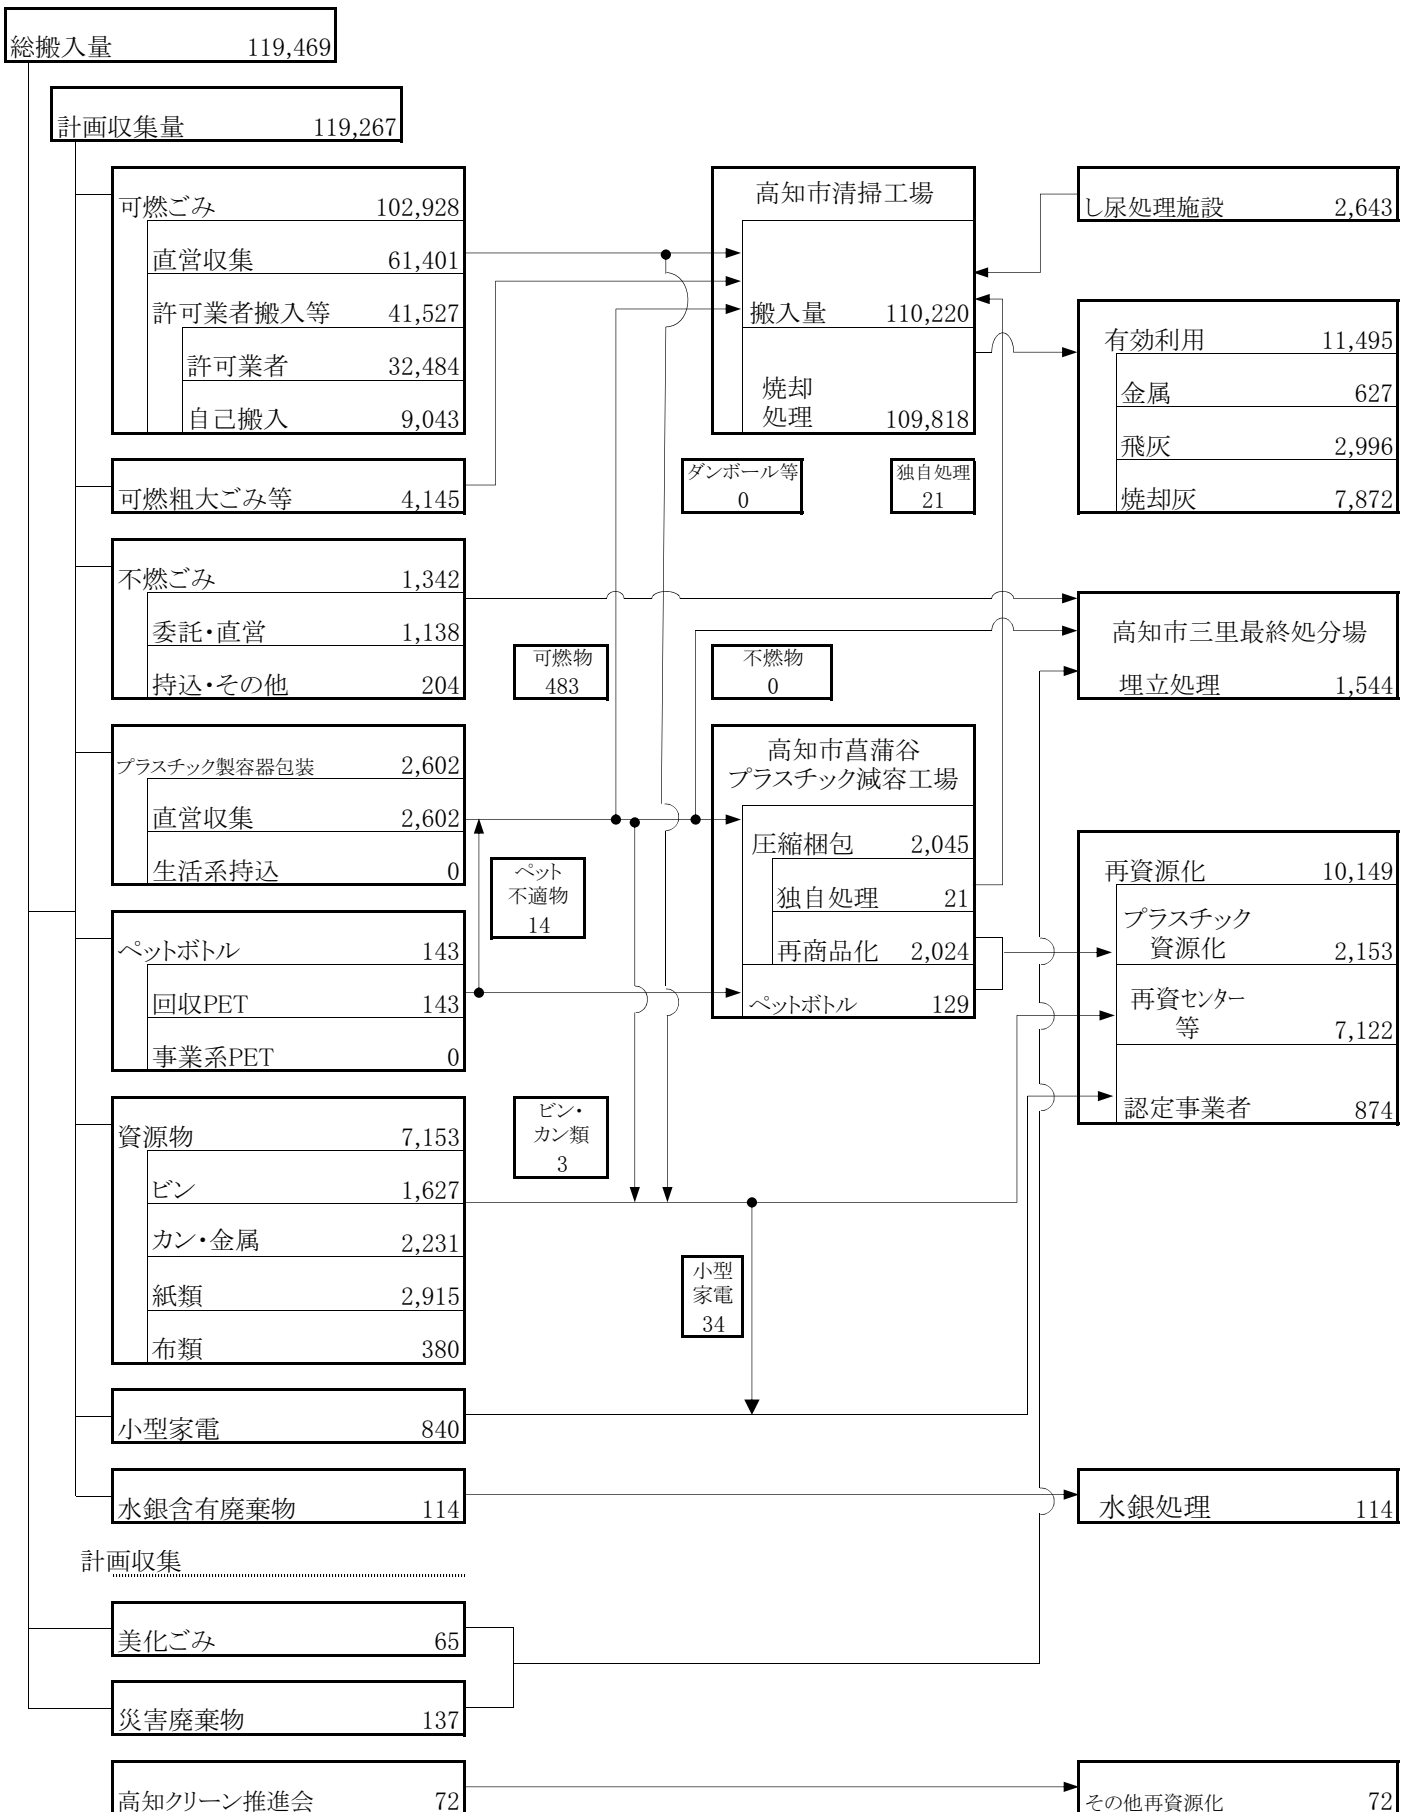 総搬入量 119,469
計画収集量 119,267
可燃ごみ 102,928
直営収集 61,401
許可業者搬入等 41,527
許可業者 32,484
自己搬入 9,043
可燃粗大ごみ等 4,145
不燃ごみ 1,342
委託・直営 1,138
持込・その他 204
プラスチック製容器包装 2,602
直営収集 2,602
生活系持込 0
ペットボトル 143
回収PET 143
事業系PET 0
資源物 7,153
ビン 1,627
カン・金属 2,231
紙類 2,915
布類 380
小型家電 840
水銀含有廃棄物 114
計画収集
美化ごみ 65
災害廃棄物 137
高知クリーン推進会 72
可燃物
483
ペット
不適物
14
ビン・
カン類
3
高知市清掃工場
搬入量 110,220
焼却
処理 109,818
ダンボール等
0
独自処理
21
不燃物
0
高知市菖蒲谷
プラスチック減容工場
圧縮梱包 2,045
独自処理 21
再商品化 2,024
ペットボトル 129
小型
家電
34
し尿処理施設 2,643
有効利用 11,495
金属 627
飛灰 2,996
焼却灰 7,872
高知市三里最終処分場
埋立処理 1,544
再資源化 10,149
プラスチック
資源化 2,153
再資センター
等 7,122
認定事業者 874
水銀処理 114
その他再資源化 72